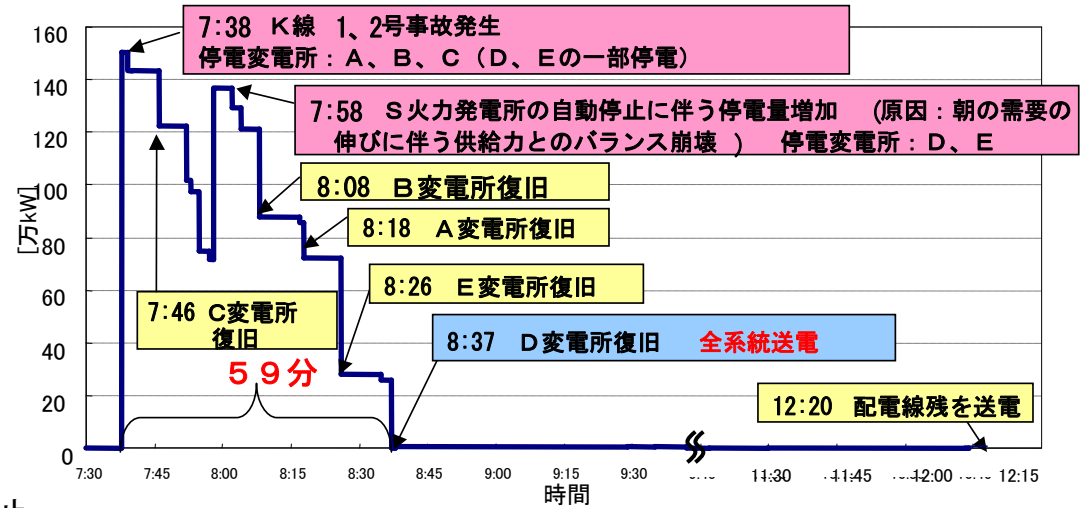 7:38 K線 1、2号事故発生
停電変電所：A、B、C（D、Eの一部停電）
7:58 S火力発電所の自動停止に伴う停電量増加 (原因：朝の需要の
伸びに伴う供給力とのバランス崩壊 ) 停電変電所：D、E
8:08 B変電所復旧
8:18 A変電所復旧
8:26 E変電所復旧
7:46 C変電所
復旧
8:37 D変電所復旧 全系統送電
59分
12:20 配電線残を送電
[万kW]
160
140
120
100
80
60
40
20
0
7:30 7:45 8:00 8:15 8:30 8:45 9:00 9:15 9:30 11:30 11:45 12:00 12:15
時間